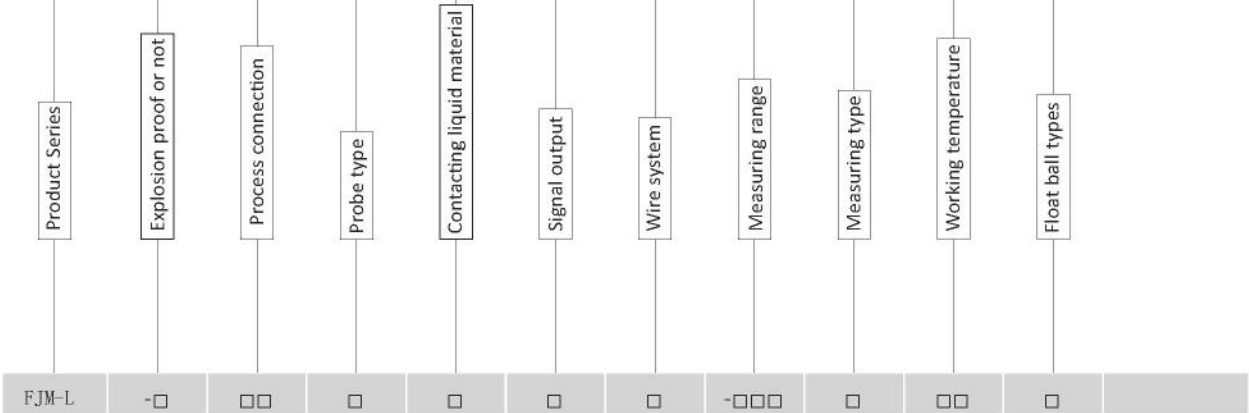 Product Series
Explosion proof or not
Process connection
Probe type
Contacting liquid material
Signal output
Wire system
Measuring range
Measuring type
Working temperature
Float ball types
FJM-L -□ □□ □ □ □ □ -□□□ □ □□ □